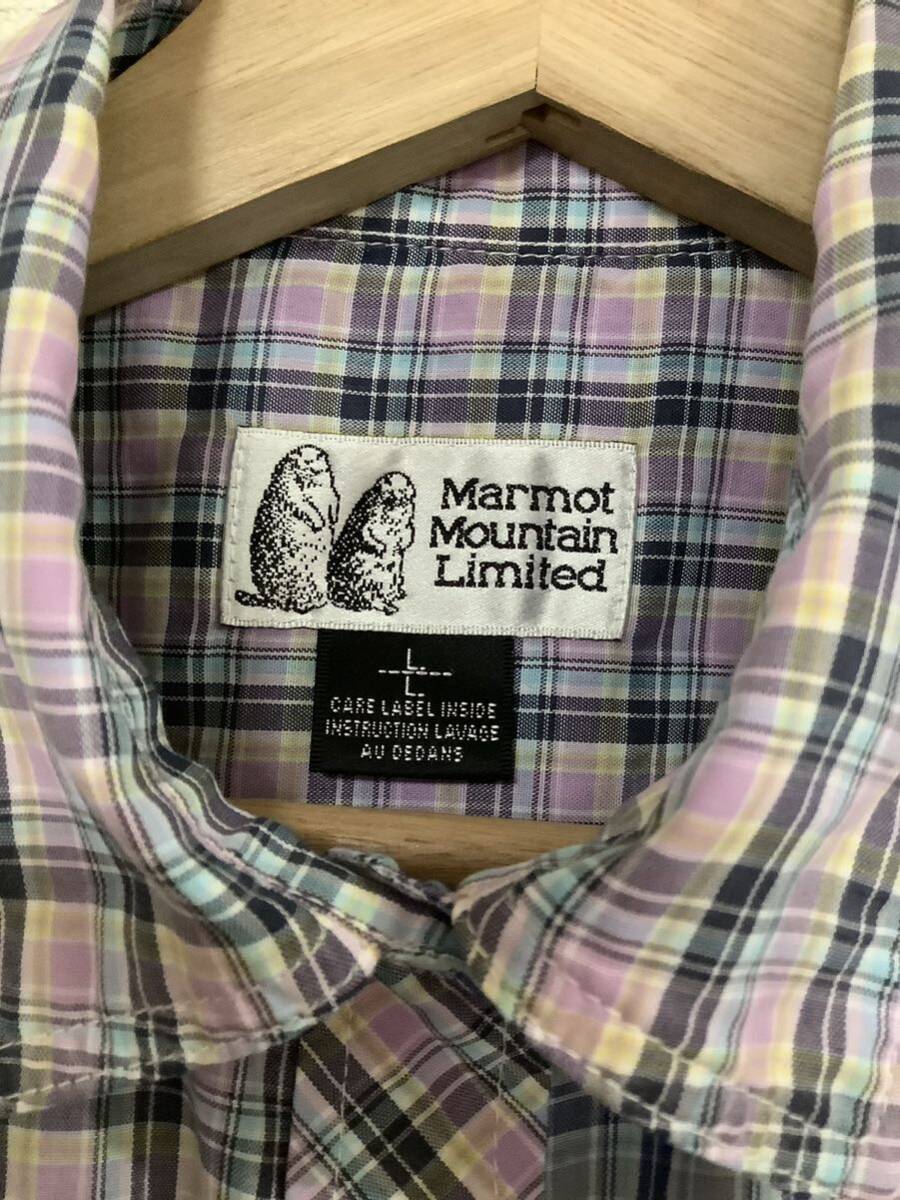 Marmot
Mountain
Limited
L.
L.
CARE LABEL INSIDE
INSTRUCTION LAVAGE
AU DEDANS